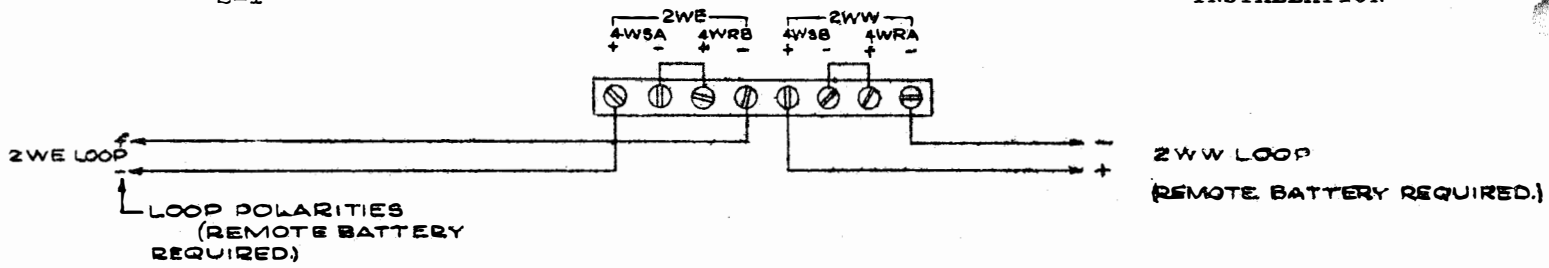 2WE 2WW
4WSA 4WRB 4WSB 4WRA
+ - + - + - + -
2WE LOOP
-
- 2WW LOOP
+
(REMOTE BATTERY REQUIRED.)
LOOP POLARITIES
(REMOTE BATTERY
REQUIRED.)